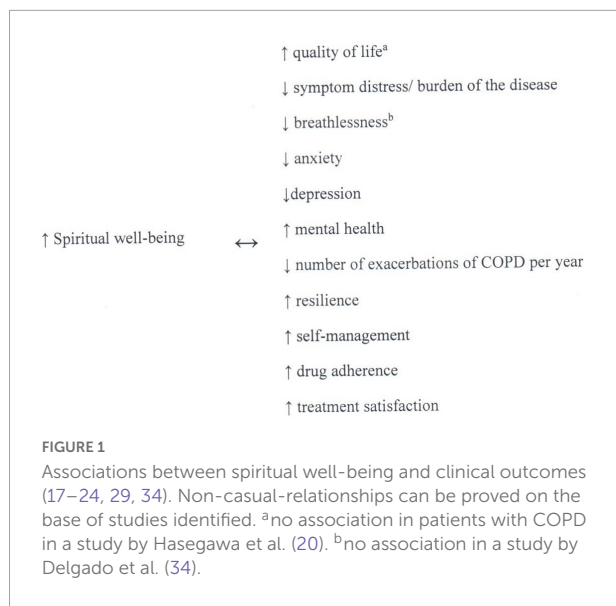 ↑ quality of lifeᵃ
↓ symptom distress/ burden of the disease
↓ breathlessnessᵇ
↓ anxiety
↓depression
↑ Spiritual well-being ↔ ↑ mental health
↓ number of exacerbations of COPD per year
↑ resilience
↑ self-management
↑ drug adherence
↑ treatment satisfaction
FIGURE 1
Associations between spiritual well-being and clinical outcomes
(17–24, 29, 34). Non-casual-relationships can be proved on the
base of studies identified. ᵃno association in patients with COPD
in a study by Hasegawa et al. (20). ᵇno association in a study by
Delgado et al. (34).